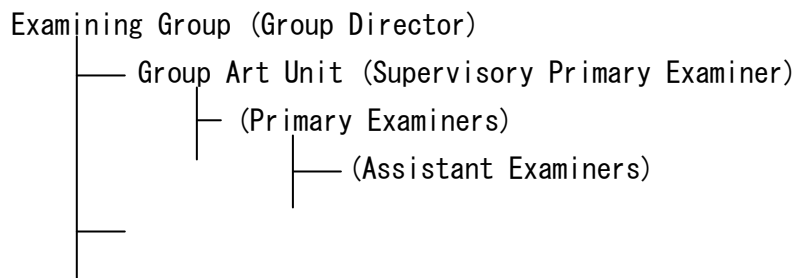 Examining Group (Group Director)
Group Art Unit (Supervisory Primary Examiner)
(Primary Examiners)
(Assistant Examiners)